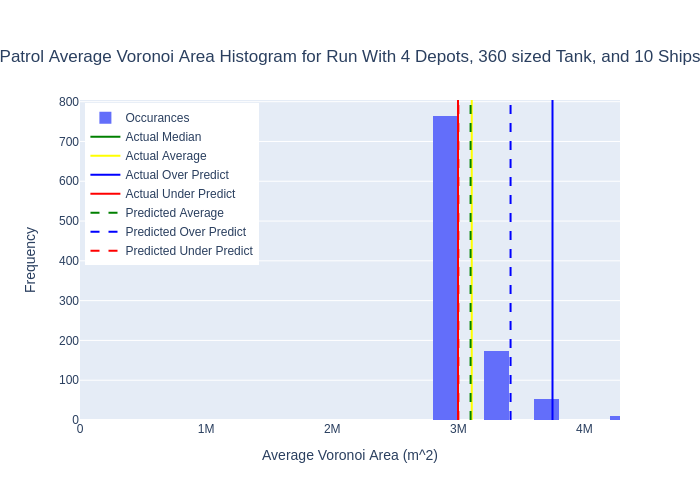 Patrol Average Voronoi Area Histogram for Run With 4 Depots, 360 sized Tank, and 10 Ships
Frequency
800
700
600
500
400
300
200
100
0
Occurances
Actual Median
Actual Average
Actual Over Predict
Actual Under Predict
Predicted Average
Predicted Over Predict
Predicted Under Predict
0 1M 2M 3M 4M
Average Voronoi Area (m^2)